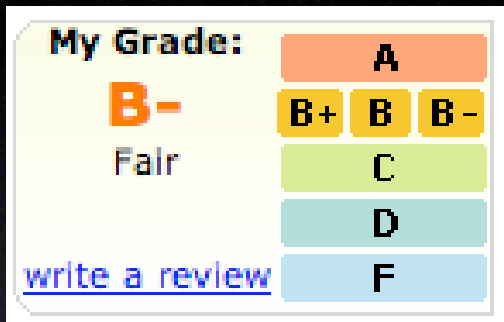 My Grade:
B-
Fair
write a review
A
B+ B B-
C
D
F